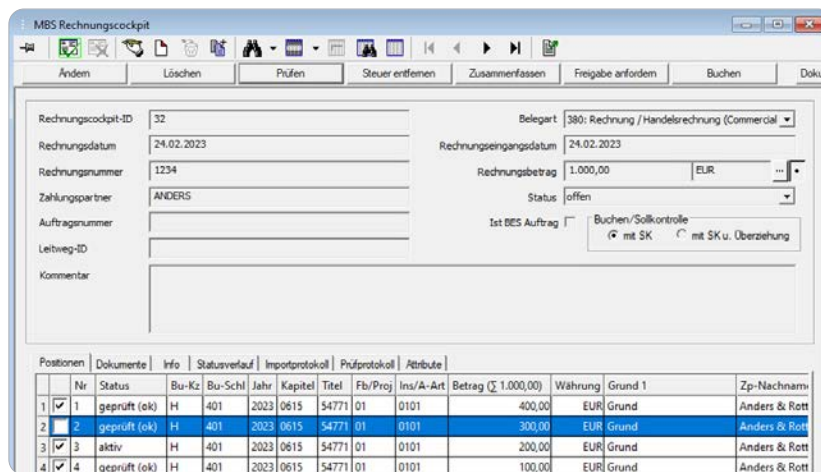 MBS Rechnungscockpit
Ändern Löschen Prüfen Steuer entfernen Zusammenfassen Freigabe anfordern Buchen Doku
Rechnungscockpit-ID 32 Belegart 380: Rechnung / Handelsrechnung (Commercial
Rechnungsdatum 24.02.2023 Rechnungseingangsdatum 24.02.2023
Rechnungsnummer 1234 Rechnungsbetrag 1.000,00 EUR ...
Zahlungspartner ANDERS Status offen
Auftragsnummer Ist BES Auftrag Buchen/Sollkontrolle
mit SK mit SK u. Überziehung
Leitweg-ID
Kommentar
Positionen Dokumente Info Statusverlauf Importprotokoll Prüfprotokoll Attribute
Nr Status Bu-Kz Bu-Schl Jahr Kapitel Titel Fb/Proj Ins/A-Art Betrag (∑ 1.000,00) Währung Grund 1 Zp-Nachname
1 1 geprüft (ok) H 401 2023 0615 54771 01 0101 400,00 EUR Grund Anders & Rott
2 2 geprüft (ok) H 401 2023 0615 54771 01 0101 300,00 EUR Grund Anders & Rott
3 3 aktiv H 401 2023 0615 54771 01 0101 200,00 EUR Grund Anders & Rott
4 4 geprüft (ok) H 401 2023 0615 54771 01 0101 100,00 EUR Grund Anders & Rott